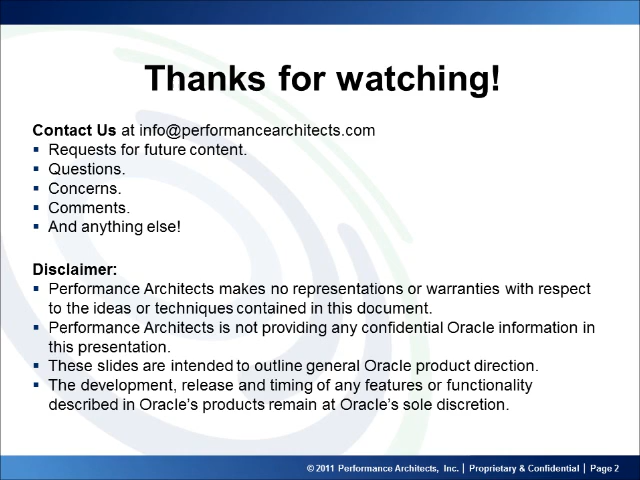 Thanks for watching!
Contact Us at info@performancearchitects.com
▪ Requests for future content.
▪ Questions.
▪ Concerns.
▪ Comments.
▪ And anything else!
Disclaimer:
▪ Performance Architects makes no representations or warranties with respect
to the ideas or techniques contained in this document.
▪ Performance Architects is not providing any confidential Oracle information in
this presentation.
▪ These slides are intended to outline general Oracle product direction.
▪ The development, release and timing of any features or functionality
described in Oracle's products remain at Oracle's sole discretion.
© 2011 Performance Architects, Inc. | Proprietary & Confidential | Page 2